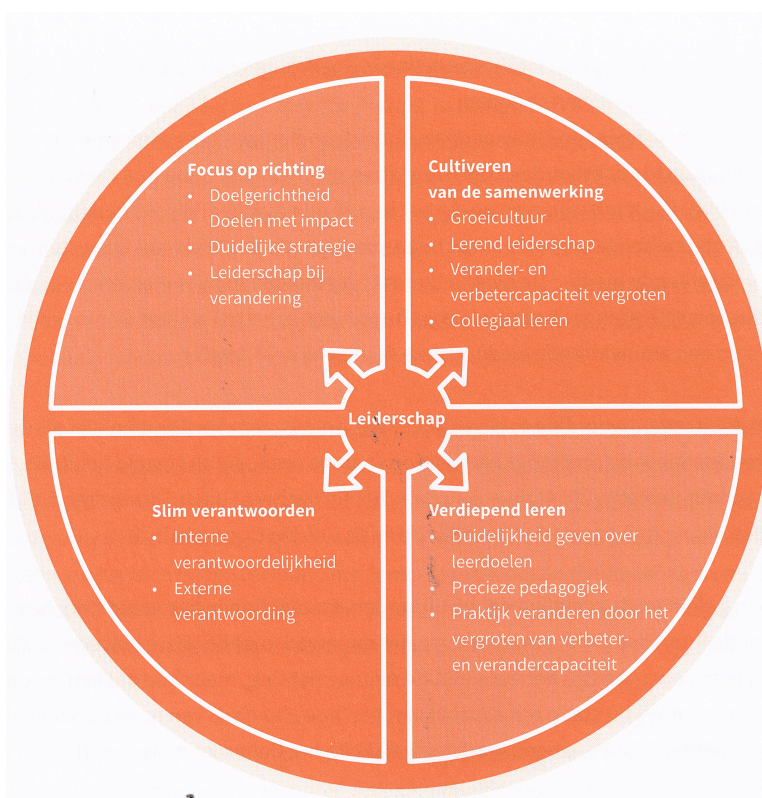 Focus op richting
• Doelgerichtheid
• Doelen met impact
• Duidelijke strategie
• Leiderschap bij
verandering
Cultiveren
van de samenwerking
• Groeicultuur
• Lerend leiderschap
• Verander- en
verbetercapaciteit vergroten
• Collegiaal leren
Leiderschap
Slim verantwoorden
• Interne
verantwoordelijkheid
• Externe
verantwoording
Verdiepend leren
• Duidelijkheid geven over
leerdoelen
• Precieze pedagogiek
• Praktijk veranderen door het
vergroten van verbeter-
en verandercapaciteit